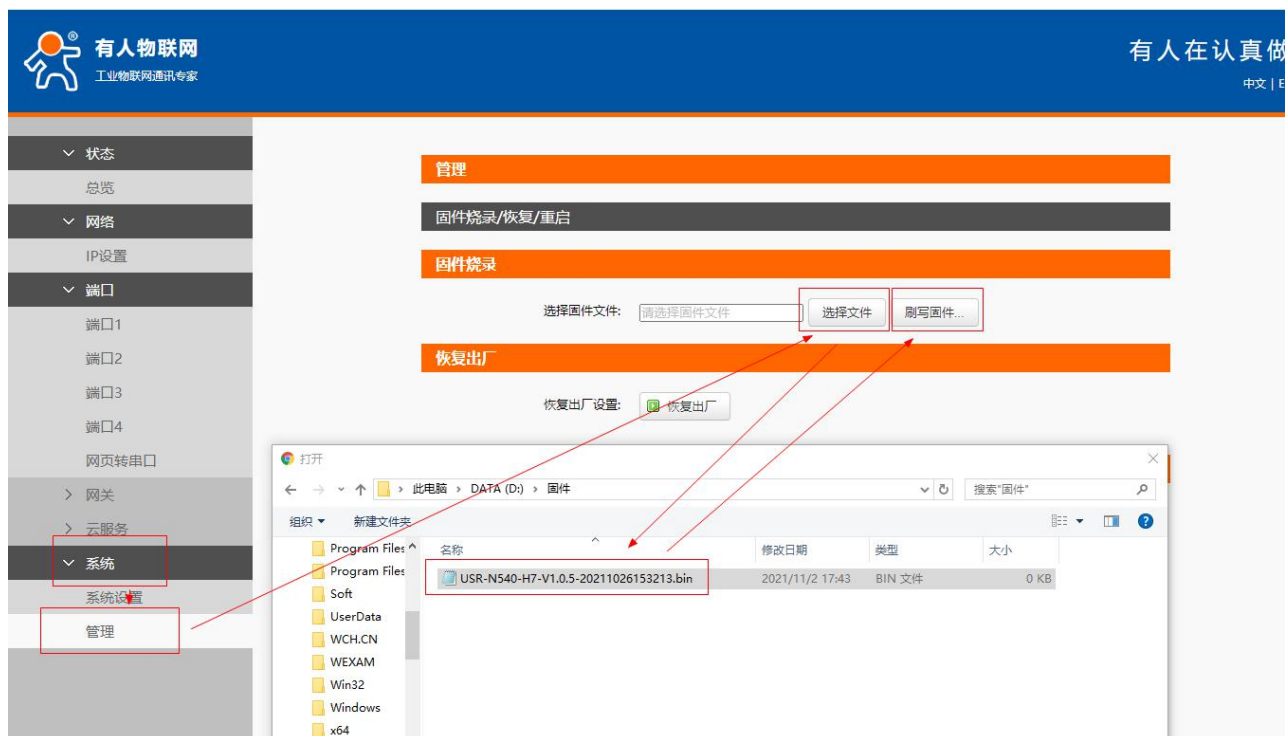 有人物联网
工业物联网通讯专家
有人在认真做
中文 | E
状态
总览
网络
IP设置
端口
端口1
端口2
端口3
端口4
网页转串口
网关
云服务
系统
系统设置
管理
管理
固件烧录/恢复/重启
固件烧录
选择固件文件: 请选择固件文件 选择文件 刷写固件...
恢复出厂
恢复出厂设置: 恢复出厂
打开
此电脑 › DATA (D:) › 固件 搜索"固件"
组织 新建文件夹
名称 修改日期 类型 大小
USR-N540-H7-V1.0.5-20211026153213.bin 2021/11/2 17:43 BIN 文件 0 KB
Program Files
Program Files
Soft
UserData
WCH.CN
WEXAM
Win32
Windows
x64